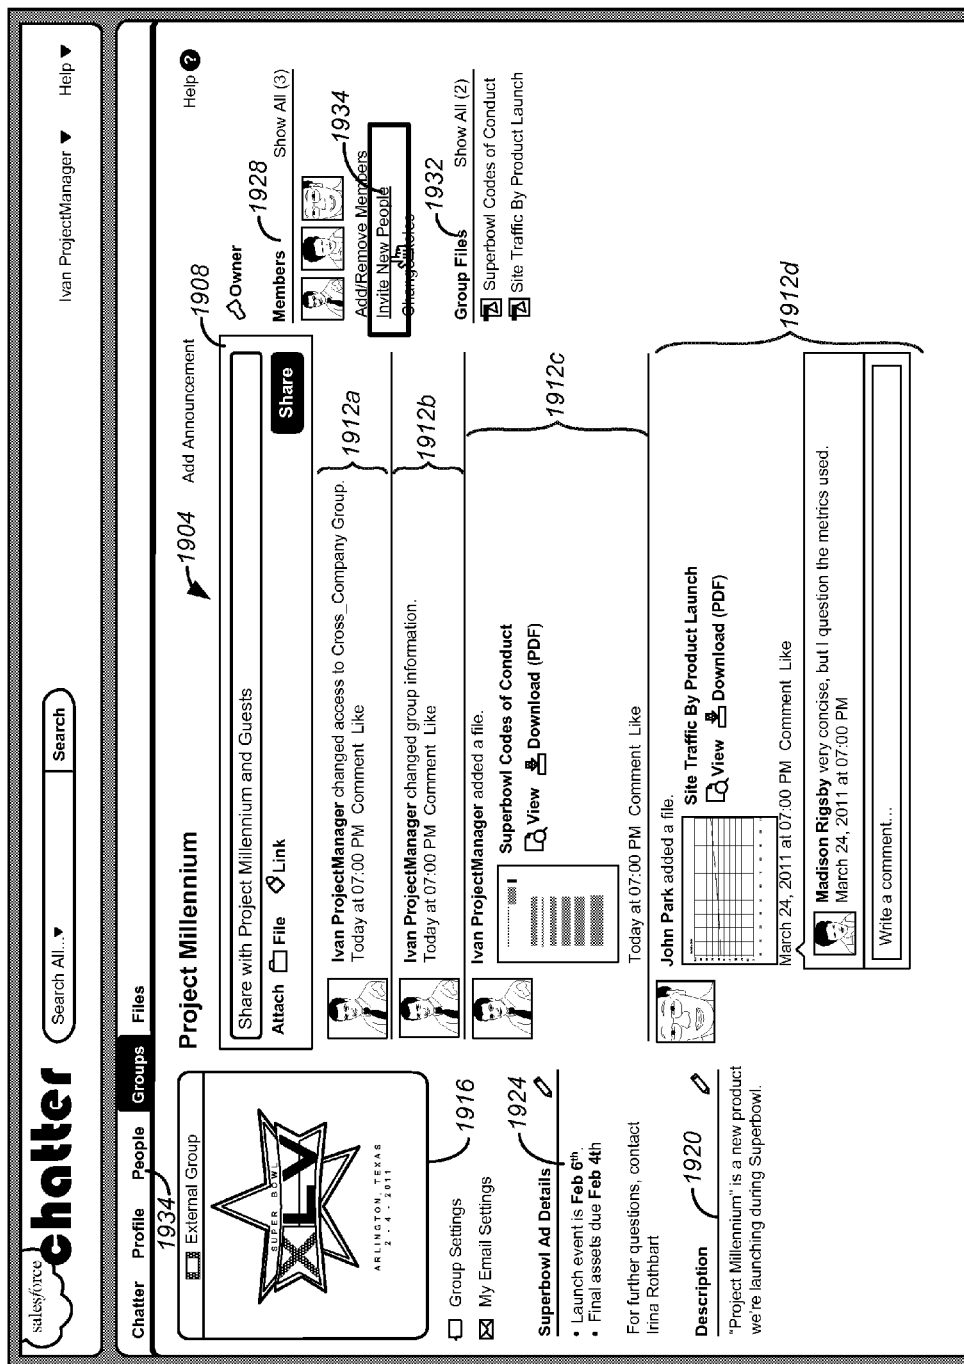 salesforce
chatter
Search All...▼
Search
Ivan ProjectManager ▼
Help ▼
Chatter
Profile
People
Groups
Files
1934
External Group
SUPER BOWL
XLV
ARLINGTON, TEXAS
2 - 4 - 2011
1916
Group Settings
My Email Settings
Superbowl Ad Details
1924
• Launch event is Feb 6th.
• Final assets due Feb 4th
For further questions, contact
Irina Rothbart
Description
1920
"Project Millennium" is a new product
we're launching during Superbowl.
Project Millennium
1904
Add Announcement
1908
Share with Project Millennium and Guests
Attach File Link
Share
Ivan ProjectManager changed access to Cross_Company Group.
Today at 07:00 PM Comment Like
1912a
Ivan ProjectManager changed group information.
Today at 07:00 PM Comment Like
1912b
Ivan ProjectManager added a file.
Superbowl Codes of Conduct
View Download (PDF)
Today at 07:00 PM Comment Like
1912c
John Park added a file.
Site Traffic By Product Launch
View Download (PDF)
March 24, 2011 at 07:00 PM Comment Like
Madison Rigsby very concise, but I question the metrics used.
March 24, 2011 at 07:00 PM
Write a comment...
1912d
Help ?
Owner
1928
Members
Show All (3)
1934
Add/Remove Members
Invite New People
1932
Group Files
Show All (2)
Superbowl Codes of Conduct
Site Traffic By Product Launch